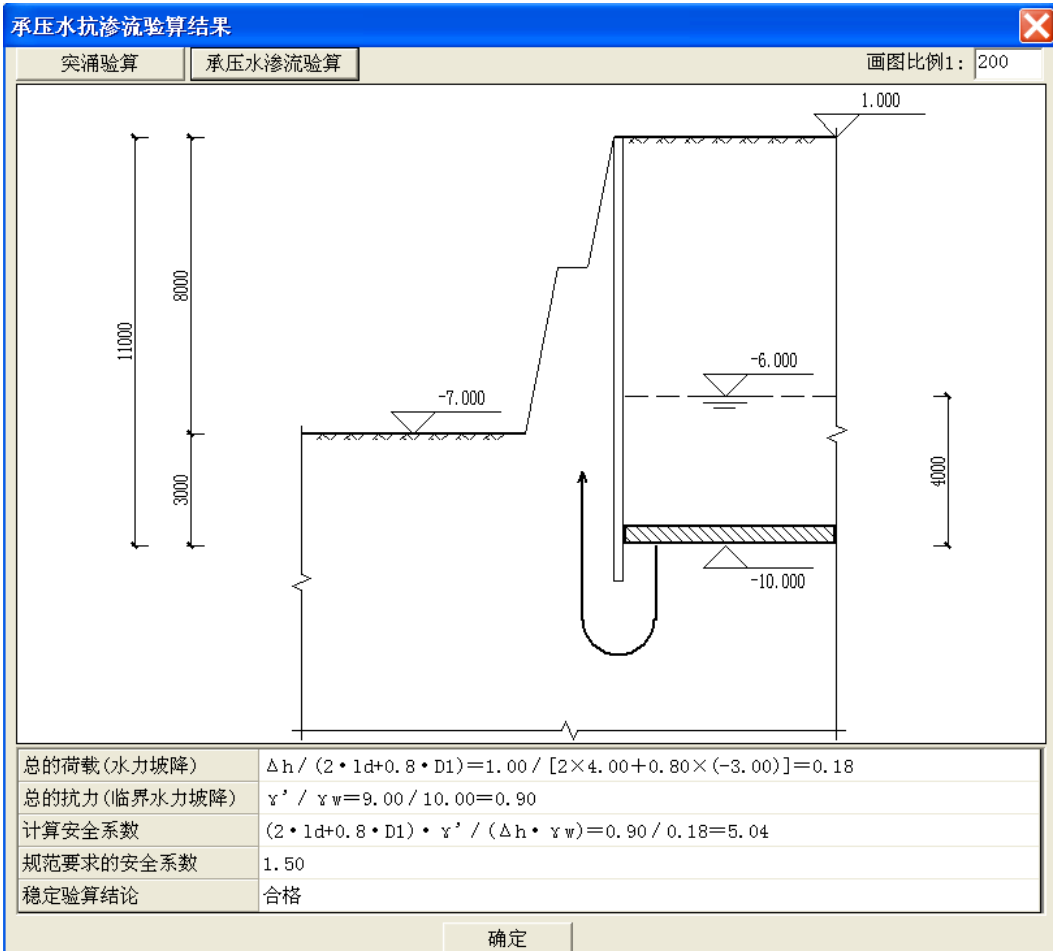 承压水抗渗流验算结果
突涌验算 承压水渗流验算 画图比例1: 200
1.000
8000
11000
-6.000
-7.000
4000
3000
-10.000
总的荷载(水力坡降) Δh/(2•ld+0.8•D1)=1.00/[2×4.00+0.80×(-3.00)]=0.18
总的抗力(临界水力坡降) γ'/γw=9.00/10.00=0.90
计算安全系数 (2•ld+0.8•D1)•γ'/(Δh•γw)=0.90/0.18=5.04
规范要求的安全系数 1.50
稳定验算结论 合格
确定